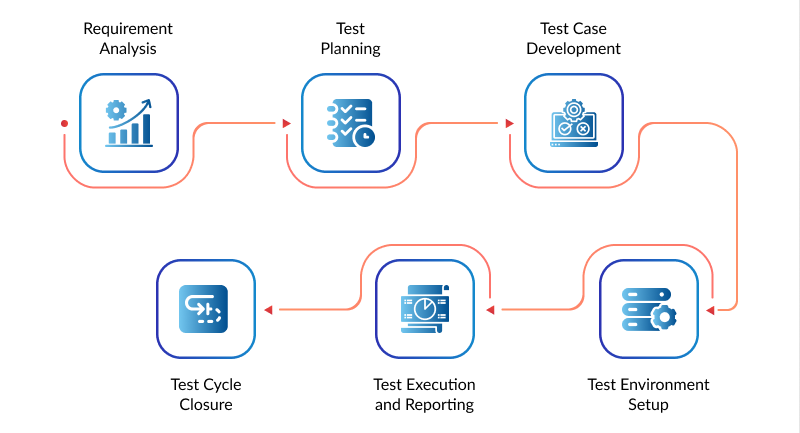 Requirement
Analysis
Test
Planning
Test Case
Development
Test Cycle
Closure
Test Execution
and Reporting
Test Environment
Setup